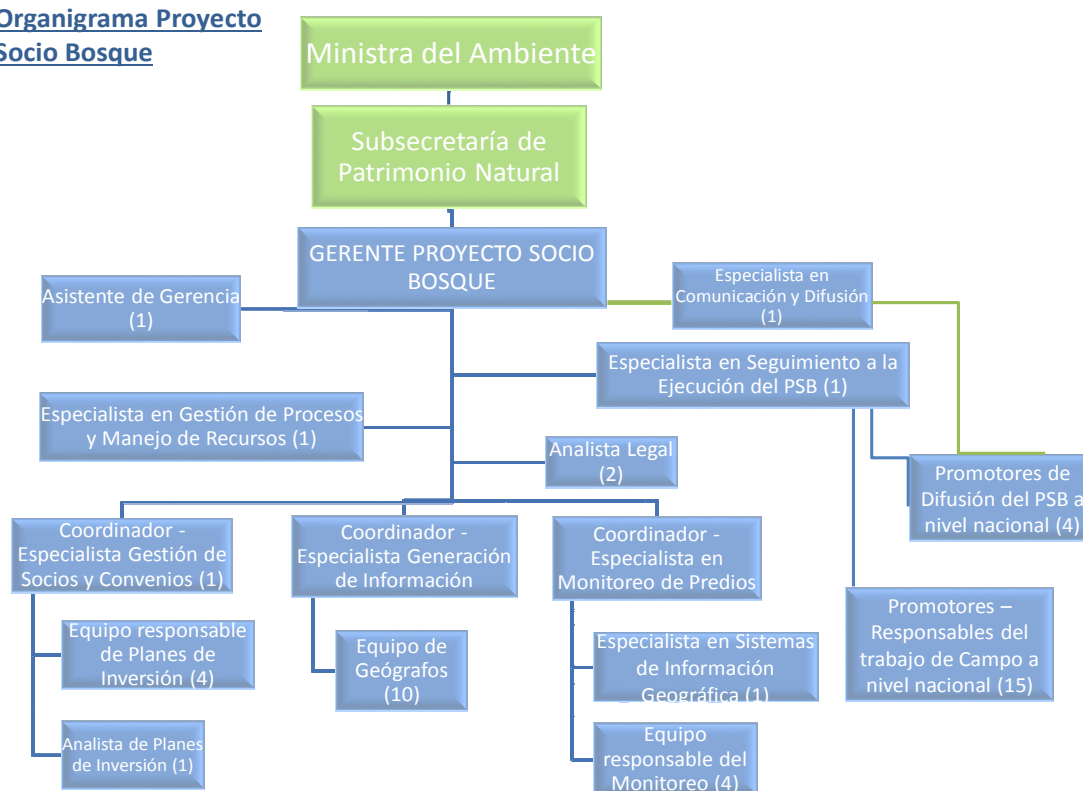 Organigrama Proyecto
Socio Bosque
Ministra del Ambiente
Subsecretaría de
Patrimonio Natural
GERENTE PROYECTO SOCIO
BOSQUE
Asistente de Gerencia
(1)
Especialista en
Comunicación y Difusión
(1)
Especialista en Seguimiento a la
Ejecución del PSB (1)
Especialista en Gestión de Procesos
y Manejo de Recursos (1)
Analista Legal
(2)
Promotores de
Difusión del PSB a
nivel nacional (4)
Coordinador -
Especialista Gestión de
Socios y Convenios (1)
Coordinador -
Especialista Generación
de Información
Coordinador -
Especialista en
Monitoreo de Predios
Promotores –
Responsables del
trabajo de Campo a
nivel nacional (15)
Equipo responsable
de Planes de
Inversión (4)
Equipo de
Geógrafos
(10)
Especialista en Sistemas
de Información
Geográfica (1)
Analista de Planes
de Inversión (1)
Equipo
responsable del
Monitoreo (4)